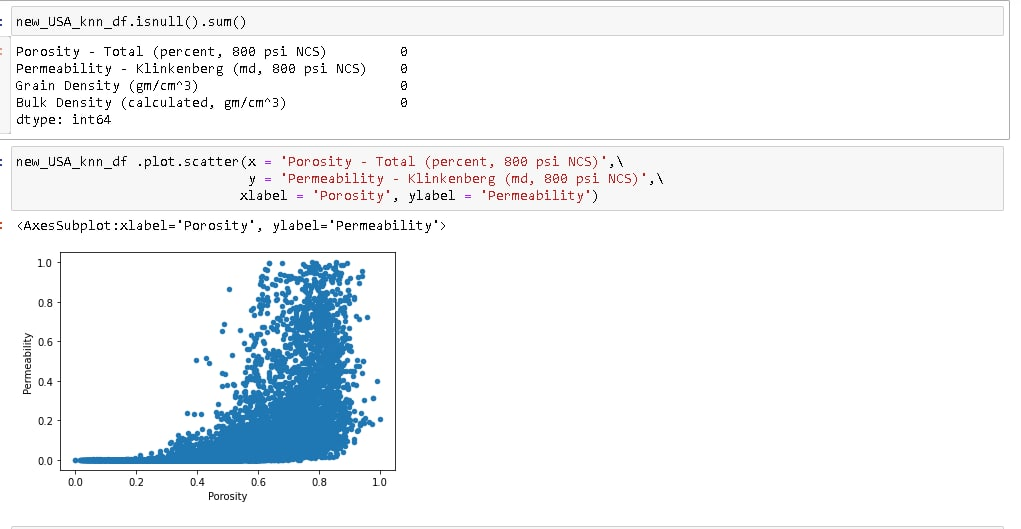 new_USA_knn_df.isnull().sum()
Porosity - Total (percent, 800 psi NCS) 0
Permeability - Klinkenberg (md, 800 psi NCS) 0
Grain Density (gm/cm^3) 0
Bulk Density (calculated, gm/cm^3) 0
dtype: int64
new_USA_knn_df .plot.scatter(x = 'Porosity - Total (percent, 800 psi NCS)',\
y = 'Permeability - Klinkenberg (md, 800 psi NCS)',\
xlabel = 'Porosity', ylabel = 'Permeability')
<AxesSubplot:xlabel='Porosity', ylabel='Permeability'>
1.0
0.8
0.6
0.4
0.2
0.0
Permeability
0.0 0.2 0.4 0.6 0.8 1.0
Porosity